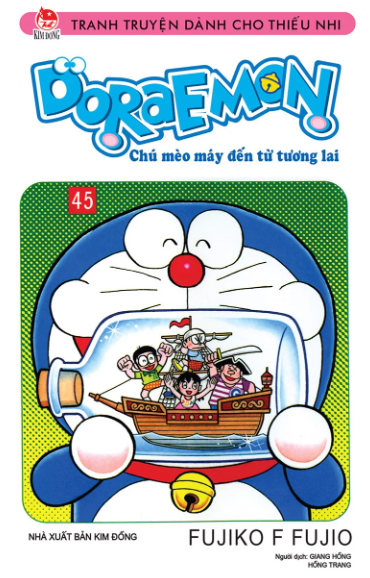 KIM ĐỒNG
TRANH TRUYỆN DÀNH CHO THIẾU NHI
DORAEMON
Chú mèo máy đến từ tương lai
45
NHÀ XUẤT BẢN KIM ĐỒNG
FUJIKO F FUJIO
Người dịch: GIANG HỒNG
HỒNG TRANG